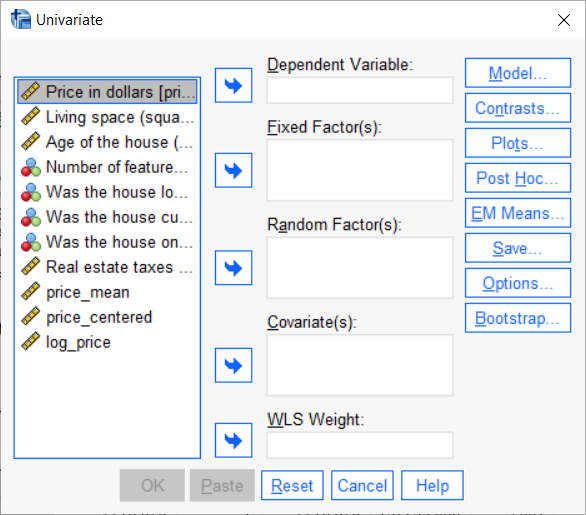 Univariate
Price in dollars [pri...
Living space (squa...
Age of the house (...
Number of feature...
Was the house lo...
Was the house cu...
Was the house on...
Real estate taxes ...
price_mean
price_centered
log_price
Dependent Variable:
Fixed Factor(s):
Random Factor(s):
Covariate(s):
WLS Weight:
Model...
Contrasts...
Plots...
Post Hoc...
EM Means...
Save...
Options...
Bootstrap...
OK Paste Reset Cancel Help